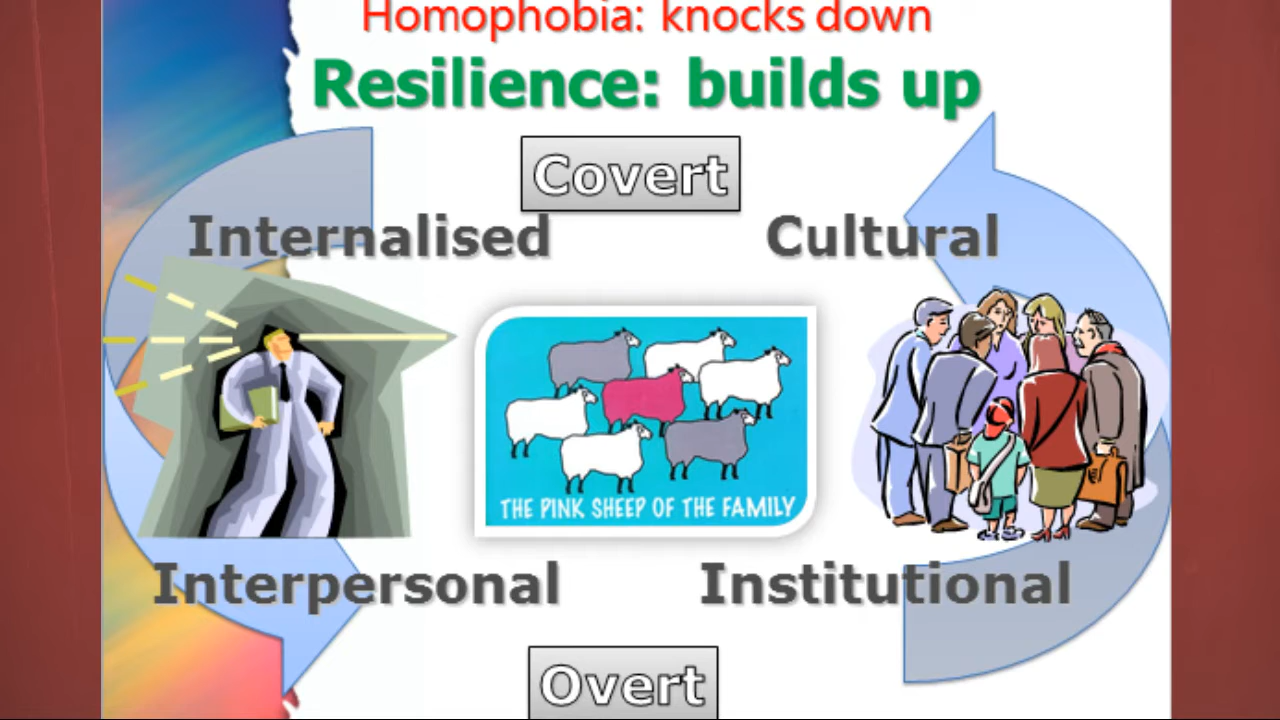 Homophobia: knocks down
Resilience: builds up
Covert
Internalised
Cultural
THE PINK SHEEP OF THE FAMILY
Interpersonal
Institutional
Overt